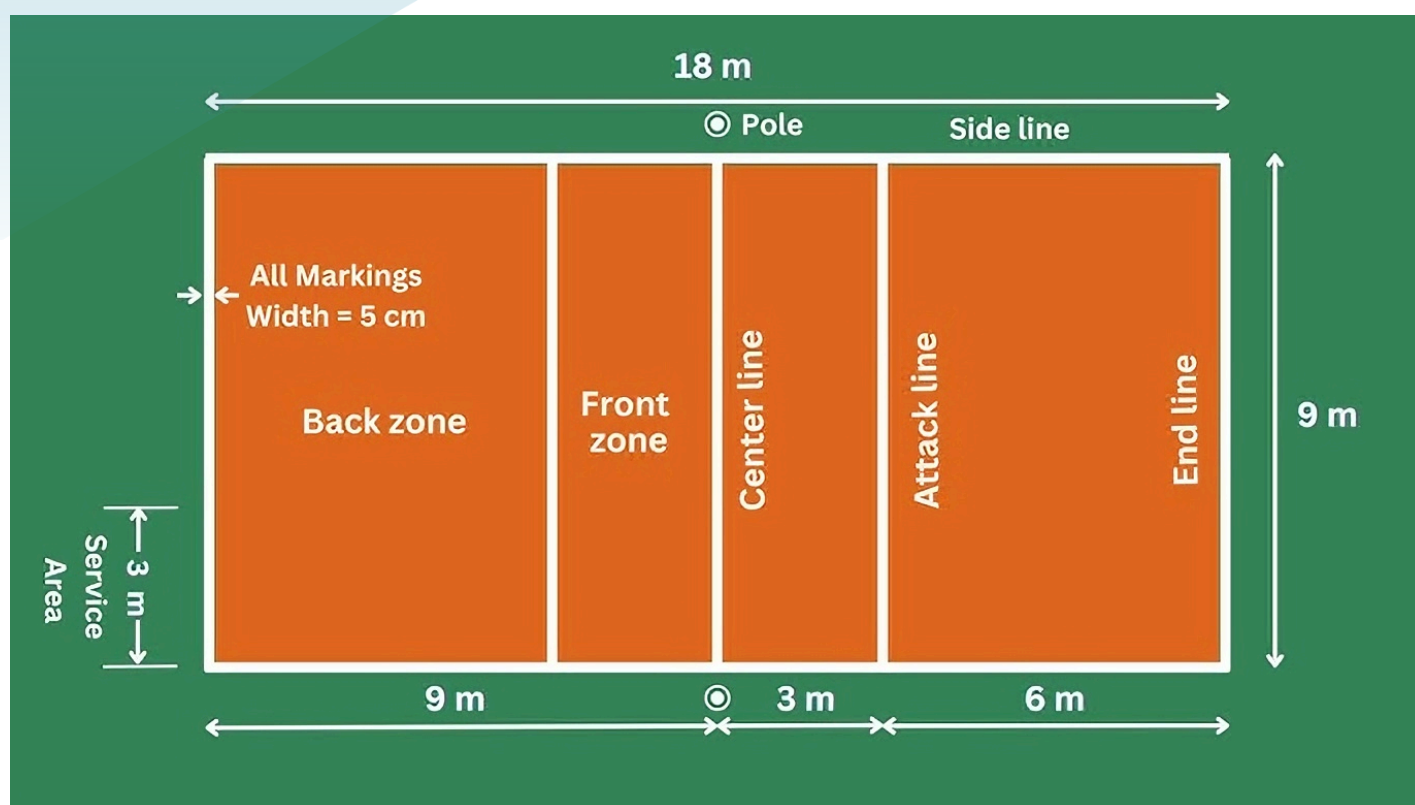 18 m
Pole
Side line
All Markings
Width = 5 cm
Back zone
Front
zone
Center line
Attack line
End line
9 m
3 m
Service
Area
9 m
3 m
6 m